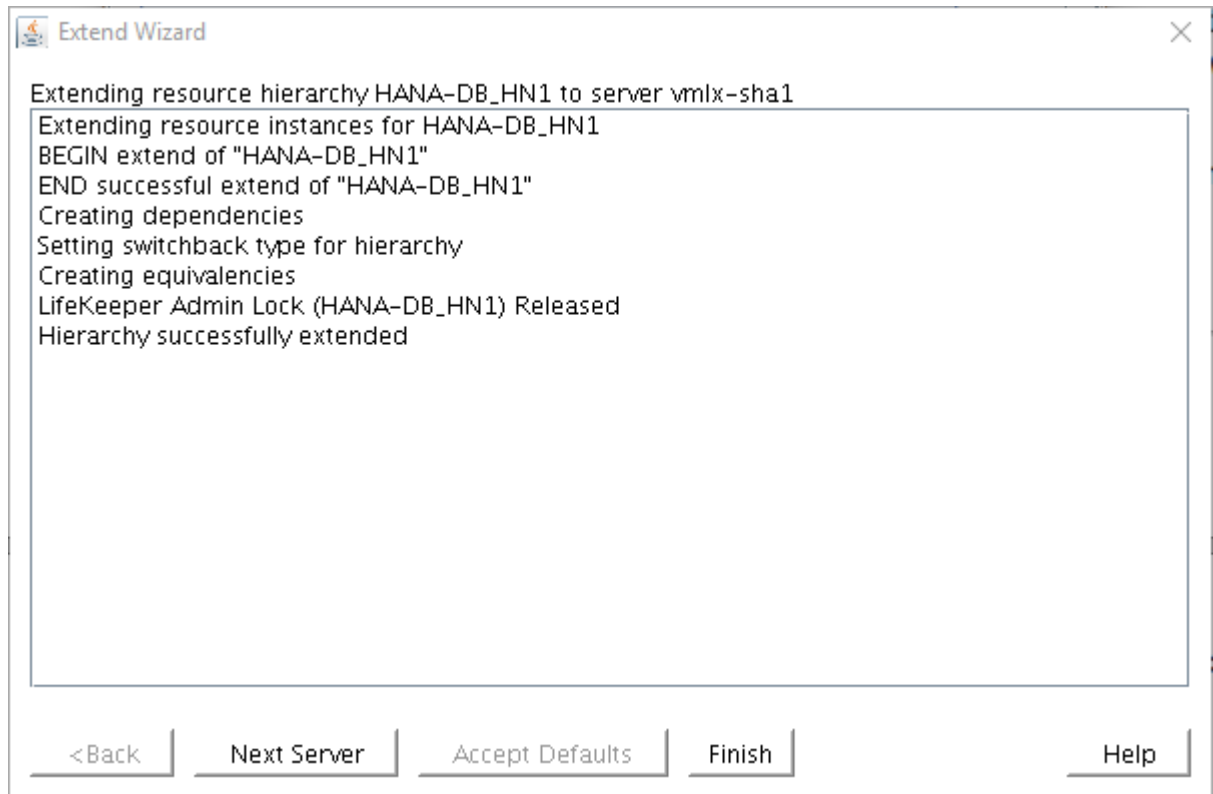 Extend Wizard
Extending resource hierarchy HANA-DB_HN1 to server vmlx-sha1
Extending resource instances for HANA-DB_HN1
BEGIN extend of "HANA-DB_HN1"
END successful extend of "HANA-DB_HN1"
Creating dependencies
Setting switchback type for hierarchy
Creating equivalencies
LifeKeeper Admin Lock (HANA-DB_HN1) Released
Hierarchy successfully extended
<Back Next Server Accept Defaults Finish Help